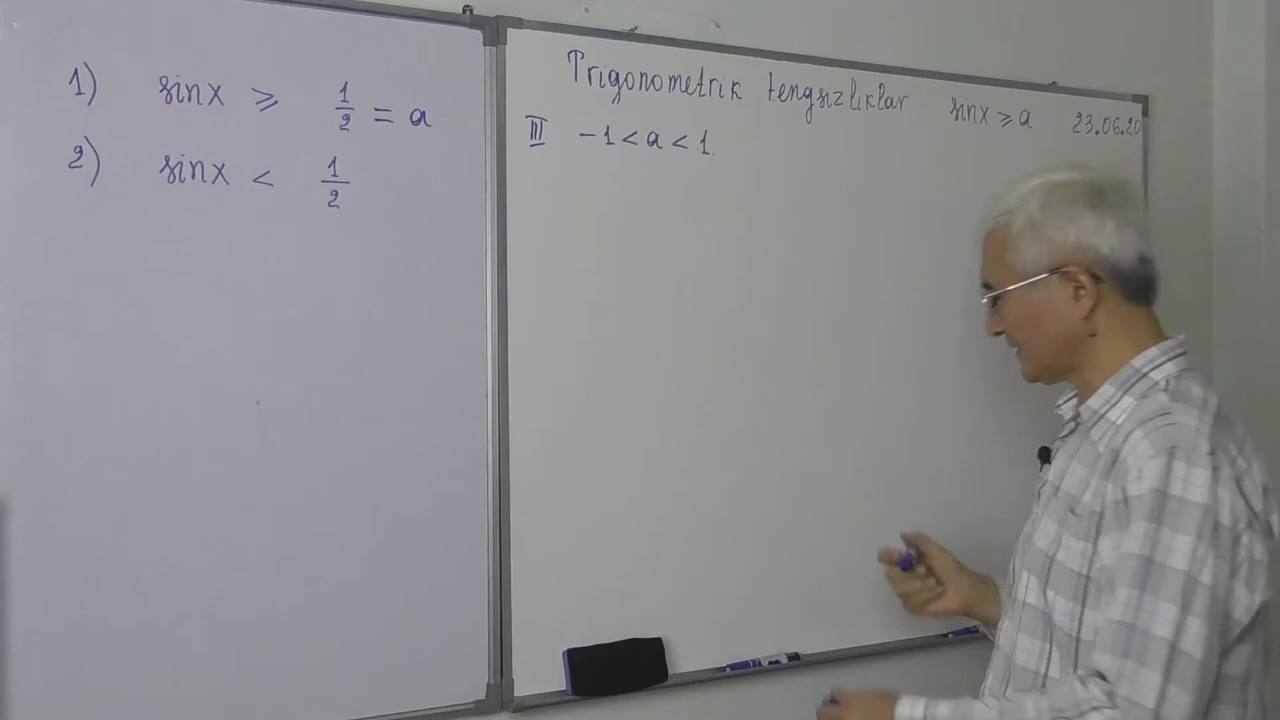 1) sinx ⩾ 1/2 = a
2) sinx < 1/2
Trigonometrik tengsizliklar sinx ⩾ a 23.06.20
III -1 < a < 1.